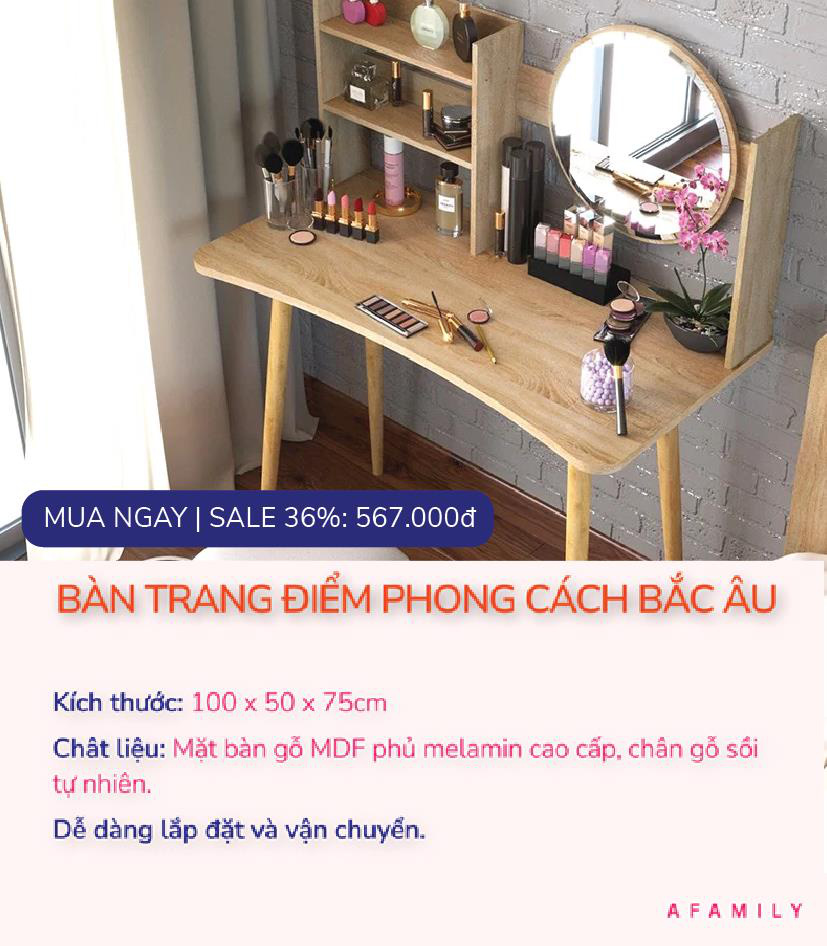 MUA NGAY | SALE 36%: 567.000đ
BÀN TRANG ĐIỂM PHONG CÁCH BẮC ÂU
Kích thước: 100 x 50 x 75cm
Chât liệu: Mặt bàn gỗ MDF phủ melamin cao cấp, chân gỗ sồi
tự nhiên.
Dễ dàng lắp đặt và vận chuyển.
AFAMILY